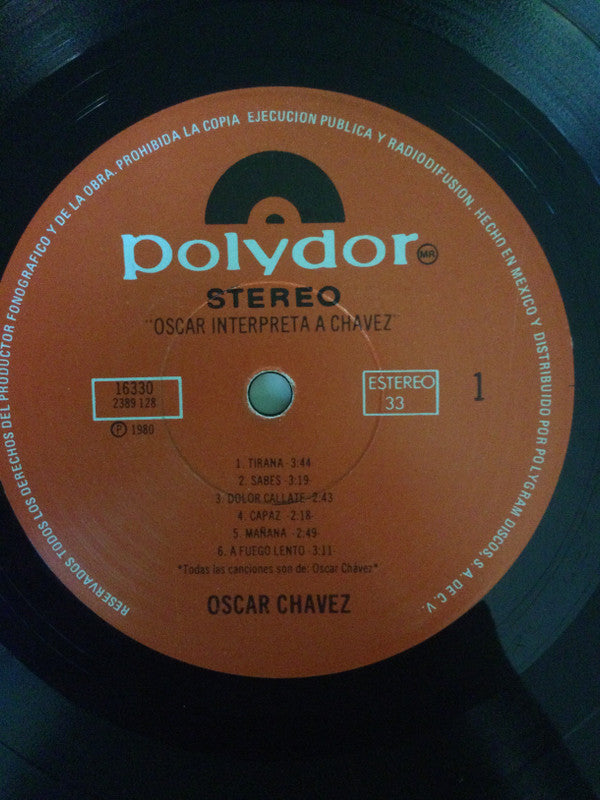 RESERVADOS TODOS LOS DERECHOS DEL PRODUCTOR FONOGRAFICO Y DE LA OBRA. PROHIBIDA LA COPIA EJECUCION PUBLICA Y RADIODIFUSION. HECHO EN MEXICO Y DISTRIBUIDO POR POLYGRAM DISCOS, S. A. DE C. V.
polydor MR
STEREO
"OSCAR INTERPRETA A CHAVEZ"
16330
2389 128
Ⓟ 1980
ESTEREO
33
1
1. TIRANA -3:44
2. SABES -3:19
3. DOLOR CALLATE -2:43
4. CAPAZ -2:18-
5. MAÑANA -2:49-
6. A FUEGO LENTO -3:11
*Todas las canciones son de: Oscar Chávez*
OSCAR CHAVEZ